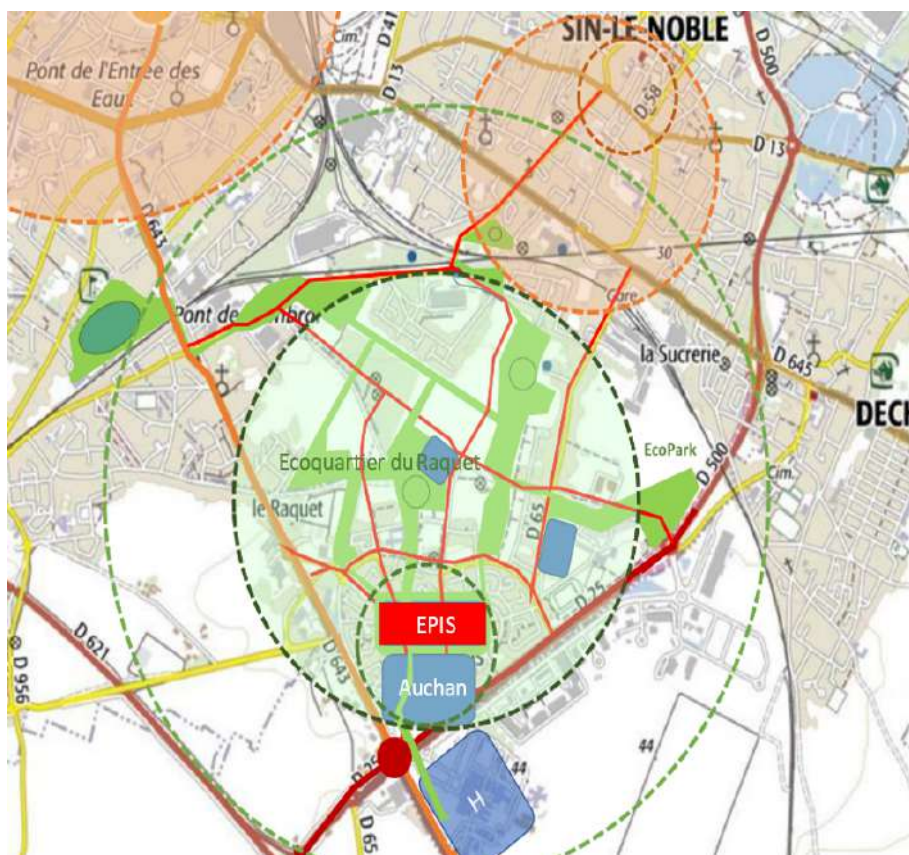 SIN-LE NOBLE
D 41
D 500
Cim.
Pont de l'Entrée des
Eaux
D 13
D 58
D 13
D 643
30
Gare
Pont de
la Sucrerie
D 645
DECH
EcoPark
D 500
Cim.
Ecoquartier du Raquet
le Raquet
D 65
D 25
EPIS
D 621
D 643
D 956
Auchan
44
44
D 25
H
D 65